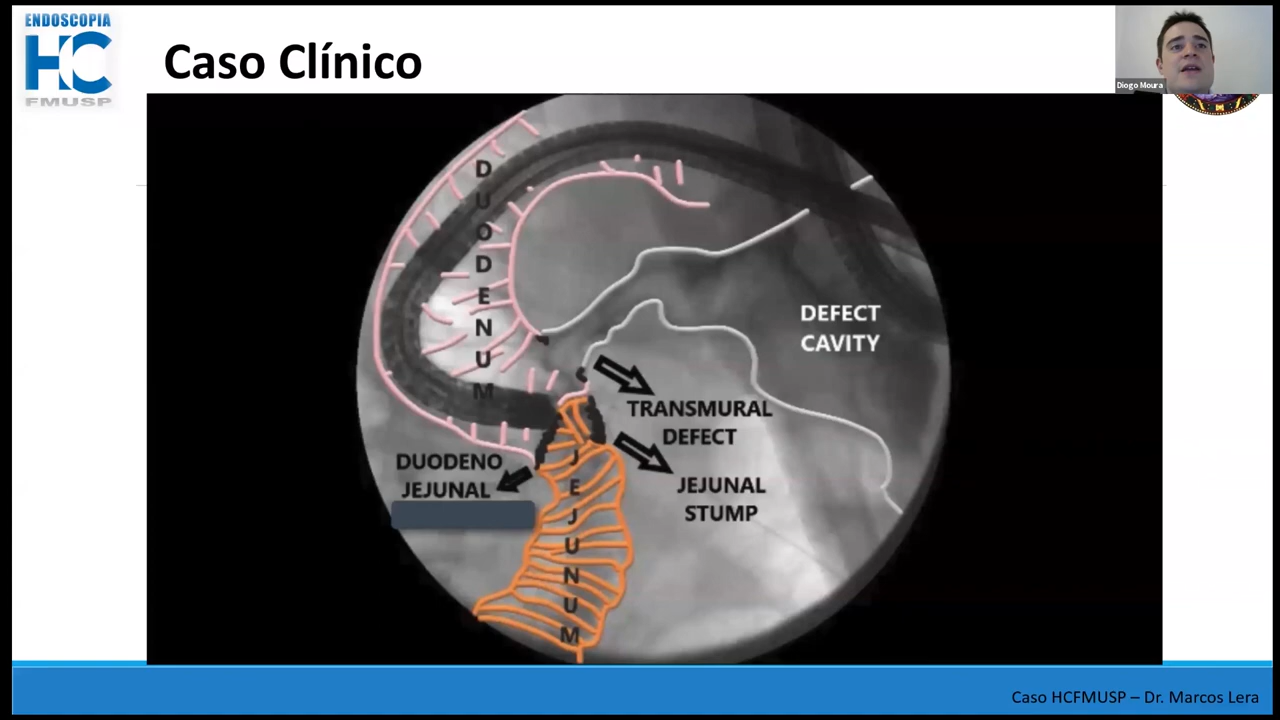 ENDOSCOPIA
HC
FMUSP
Caso Clínico
Diogo Moura
DUODENUM
DEFECT
CAVITY
TRANSMURAL
DEFECT
DUODENO
JEJUNAL
JEJUNAL
STUMP
JEJUNUM
Caso HCFMUSP – Dr. Marcos Lera